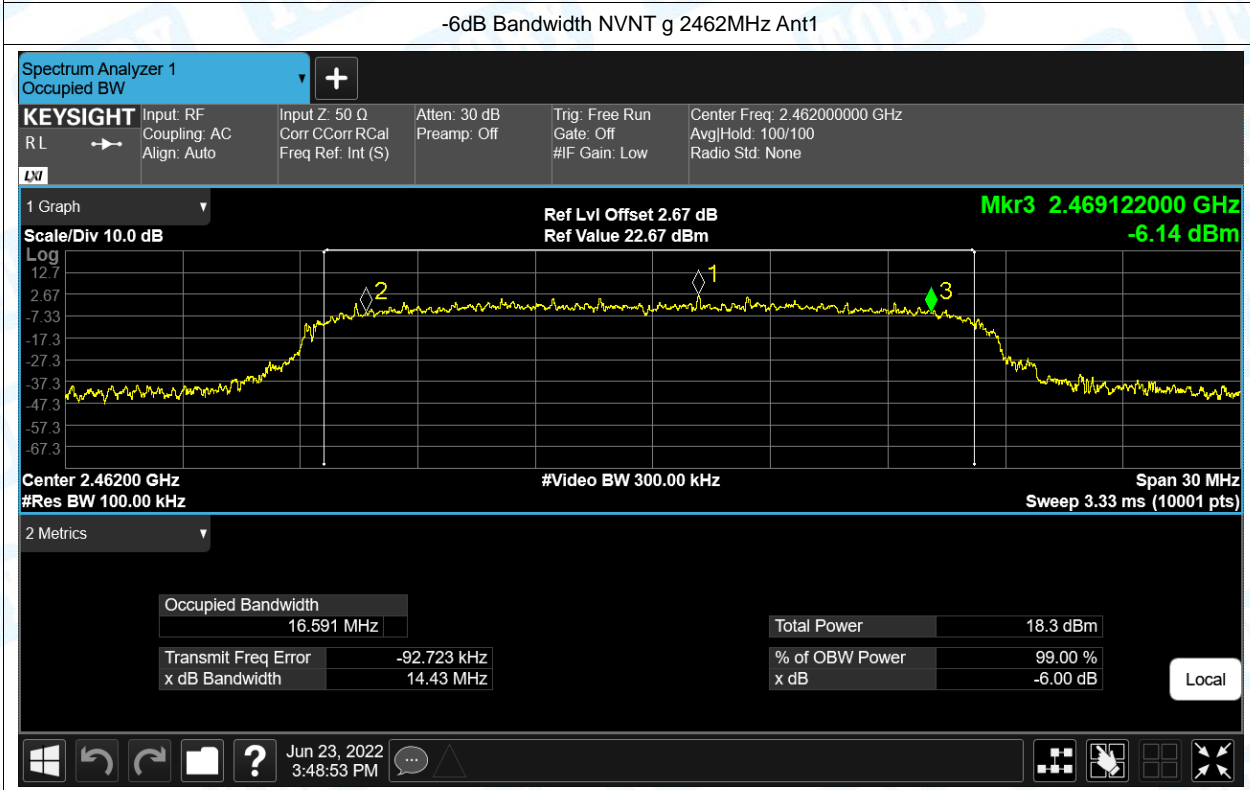 -6dB Bandwidth NVNT g 2462MHz Ant1
Spectrum Analyzer 1
Occupied BW
▼
+
KEYSIGHT
RL
LXI
Input: RF
Coupling: AC
Align: Auto
Input Z: 50 Ω
Corr CCorr RCal
Freq Ref: Int (S)
Atten: 30 dB
Preamp: Off
Trig: Free Run
Gate: Off
#IF Gain: Low
Center Freq: 2.462000000 GHz
Avg|Hold: 100/100
Radio Std: None
1 Graph ▼
Scale/Div 10.0 dB
Ref Lvl Offset 2.67 dB
Ref Value 22.67 dBm
Mkr3 2.469122000 GHz
-6.14 dBm
Log
12.7
2.67
-7.33
-17.3
-27.3
-37.3
-47.3
-57.3
-67.3
2
1
3
Center 2.46200 GHz
#Res BW 100.00 kHz
#Video BW 300.00 kHz
Span 30 MHz
Sweep 3.33 ms (10001 pts)
2 Metrics ▼
Occupied Bandwidth
16.591 MHz
Transmit Freq Error -92.723 kHz
x dB Bandwidth 14.43 MHz
Total Power 18.3 dBm
% of OBW Power 99.00 %
x dB -6.00 dB
Local
?
Jun 23, 2022
3:48:53 PM